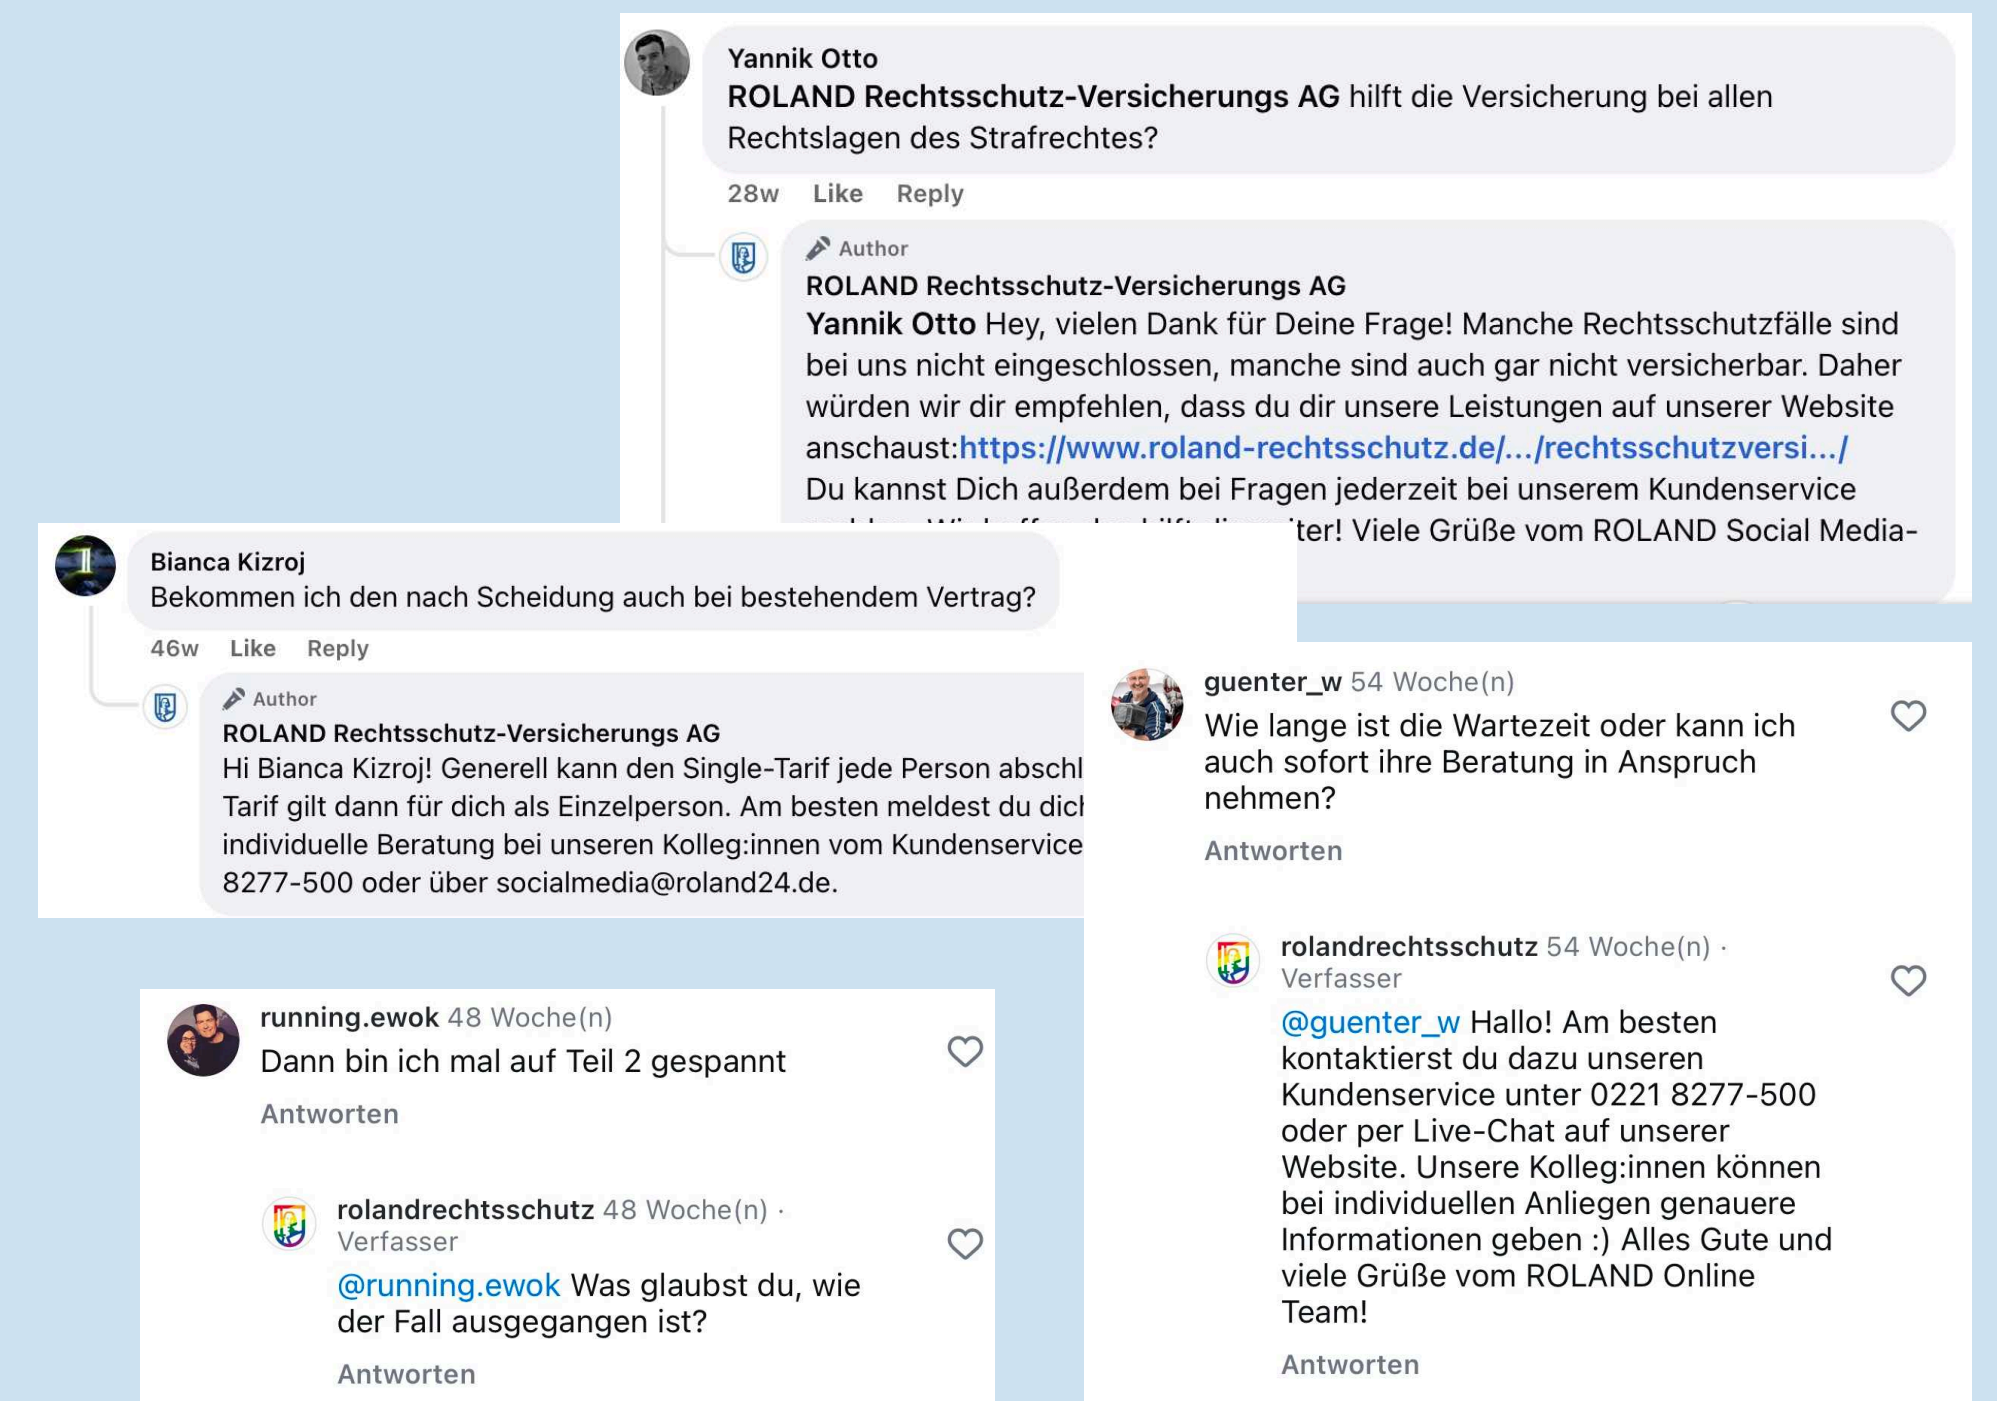 Yannik Otto
ROLAND Rechtsschutz-Versicherungs AG hilft die Versicherung bei allen
Rechtslagen des Strafrechtes?
28w Like Reply
Author
ROLAND Rechtsschutz-Versicherungs AG
Yannik Otto Hey, vielen Dank für Deine Frage! Manche Rechtsschutzfälle sind
bei uns nicht eingeschlossen, manche sind auch gar nicht versicherbar. Daher
würden wir dir empfehlen, dass du dir unsere Leistungen auf unserer Website
anschaust:https://www.roland-rechtsschutz.de/.../rechtsschutzversi.../
Du kannst Dich außerdem bei Fragen jederzeit bei unserem Kundenservice
iter! Viele Grüße vom ROLAND Social Media-
Bianca Kizroj
Bekommen ich den nach Scheidung auch bei bestehendem Vertrag?
46w Like Reply
Author
ROLAND Rechtsschutz-Versicherungs AG
Hi Bianca Kizroj! Generell kann den Single-Tarif jede Person abschl
Tarif gilt dann für dich als Einzelperson. Am besten meldest du dich
individuelle Beratung bei unseren Kolleg:innen vom Kundenservice
8277-500 oder über socialmedia@roland24.de.
guenter_w 54 Woche(n)
Wie lange ist die Wartezeit oder kann ich
auch sofort ihre Beratung in Anspruch
nehmen?
Antworten
rolandrechtsschutz 54 Woche(n) ·
Verfasser
@guenter_w Hallo! Am besten
kontaktierst du dazu unseren
Kundenservice unter 0221 8277-500
oder per Live-Chat auf unserer
Website. Unsere Kolleg:innen können
bei individuellen Anliegen genauere
Informationen geben :) Alles Gute und
viele Grüße vom ROLAND Online
Team!
Antworten
running.ewok 48 Woche(n)
Dann bin ich mal auf Teil 2 gespannt
Antworten
rolandrechtsschutz 48 Woche(n) ·
Verfasser
@running.ewok Was glaubst du, wie
der Fall ausgegangen ist?
Antworten